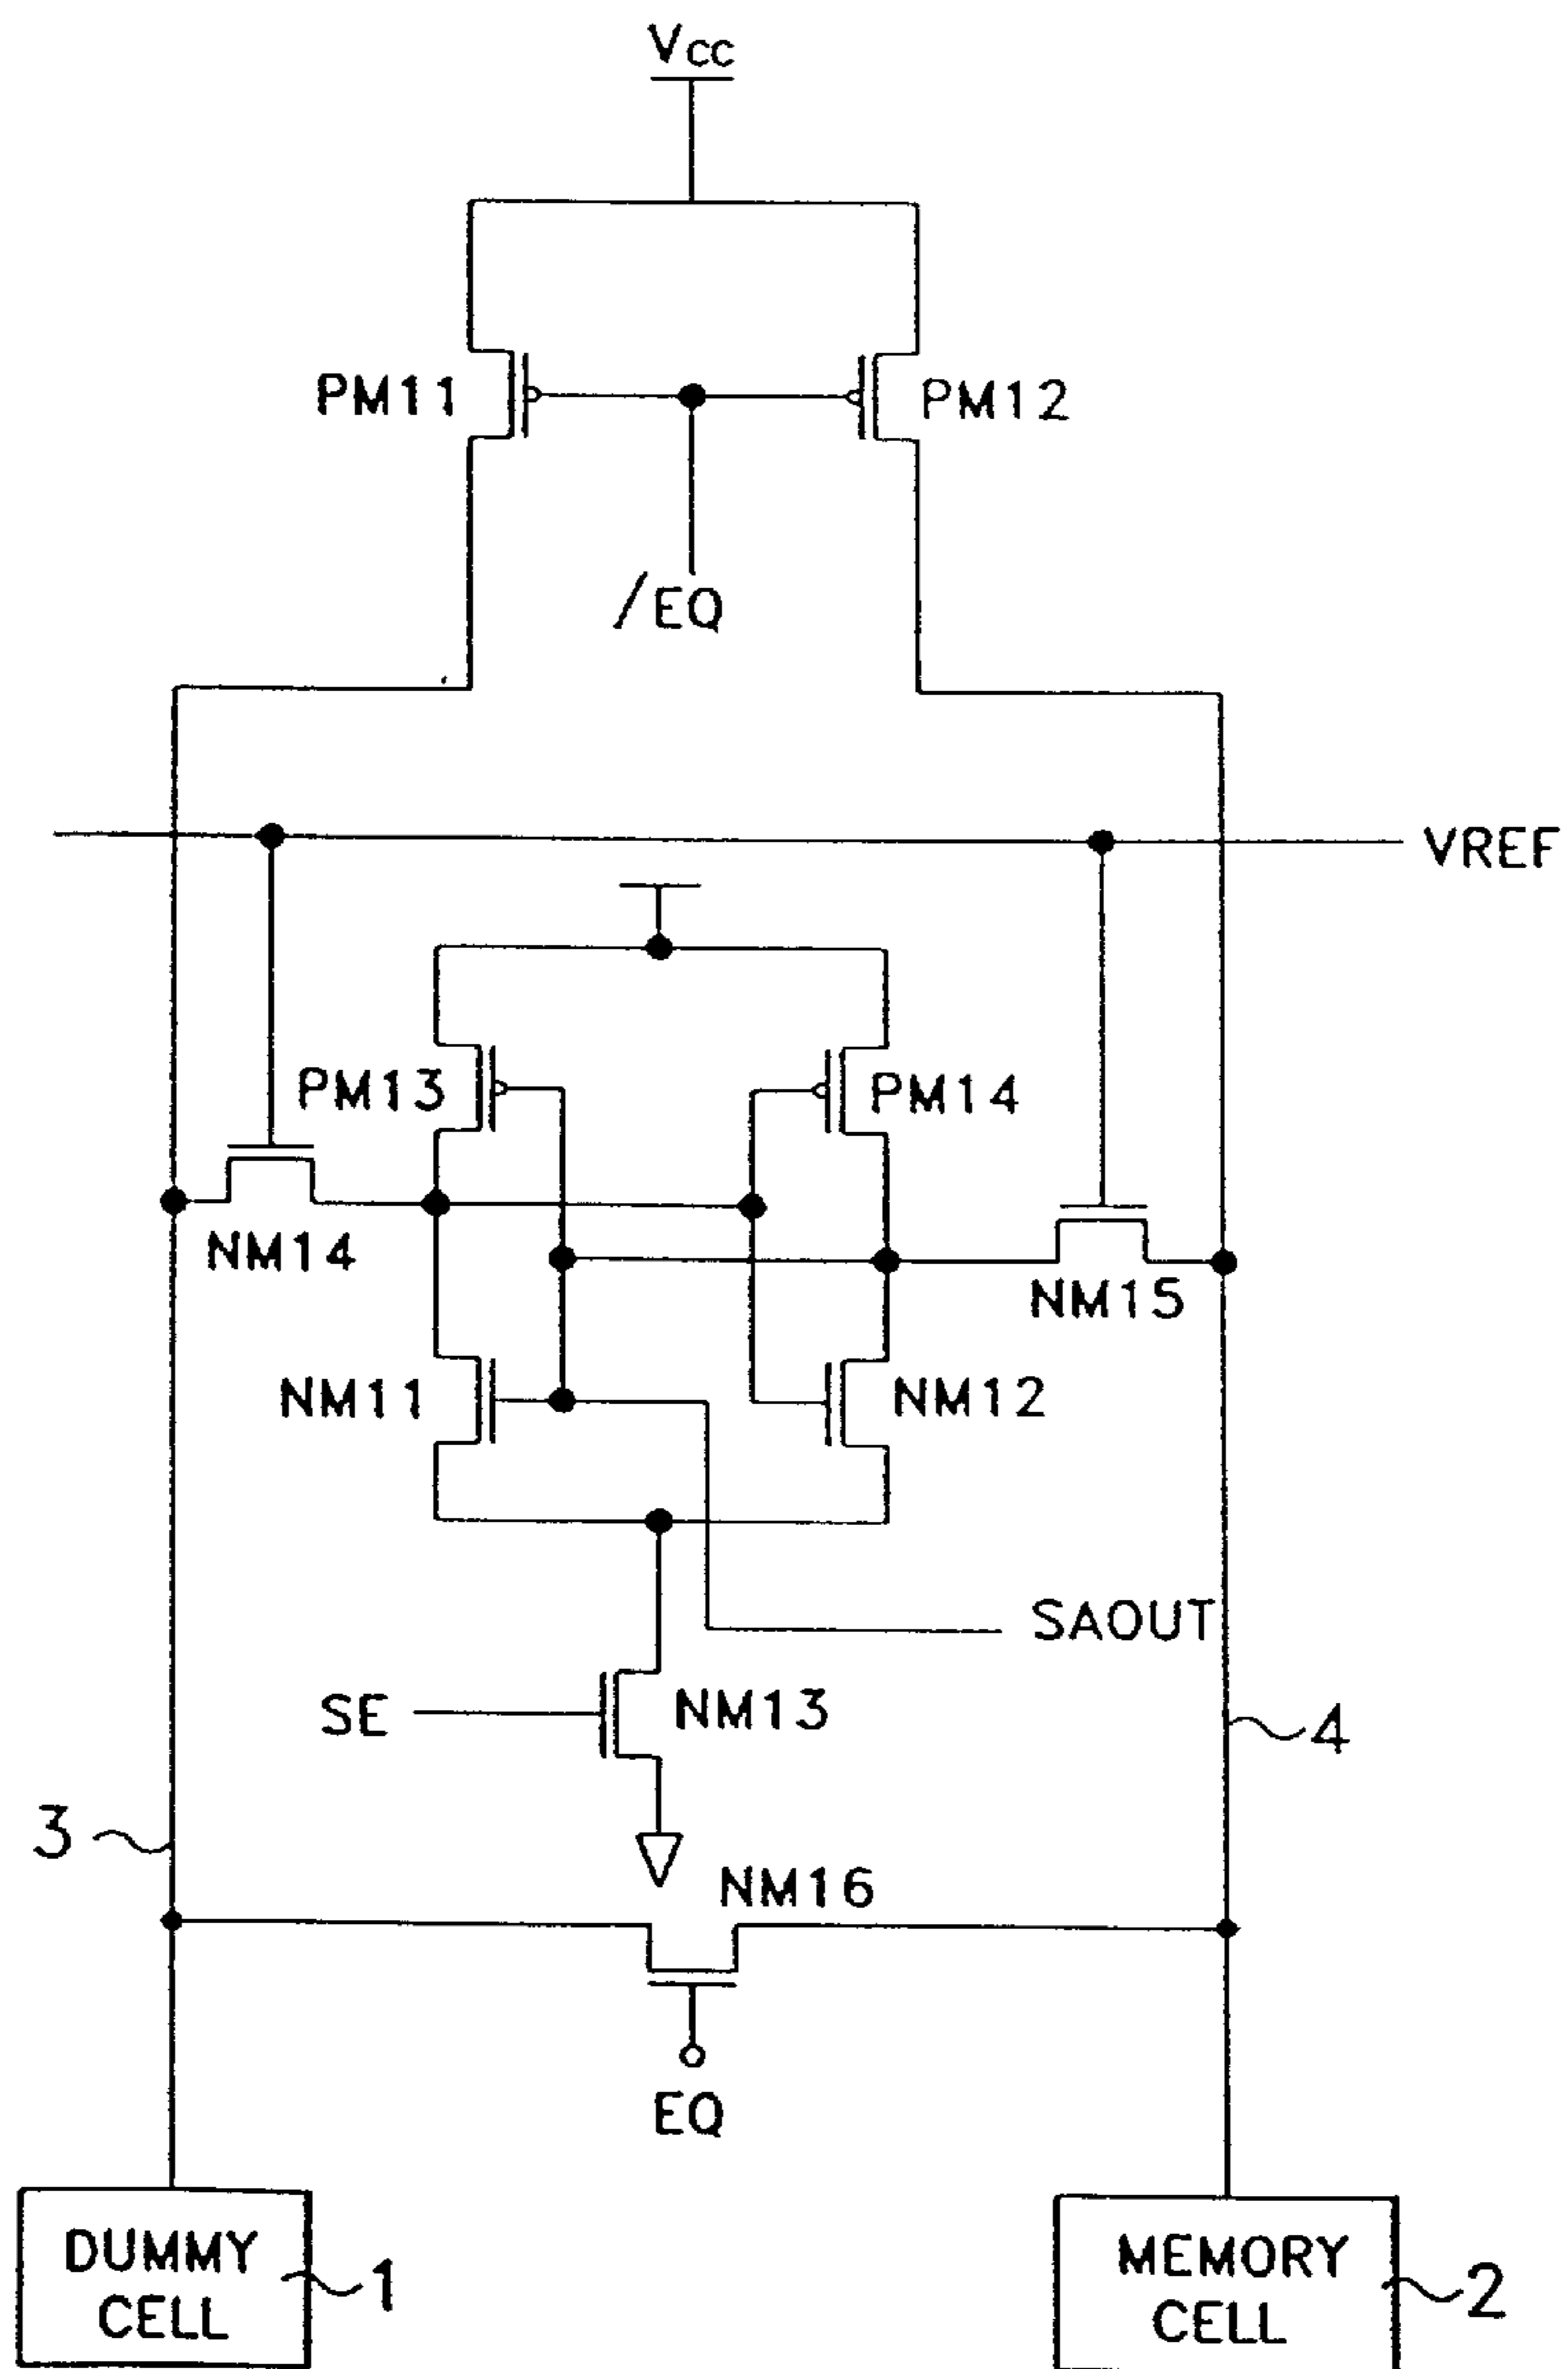 Vcc
PM11
PM12
/EQ
VREF
PM13
PM14
NM14
NM15
NM11
NM12
SAOUT
SE
NM13
4
3
NM16
EQ
DUMMY
CELL
1
MEMORY
CELL
2